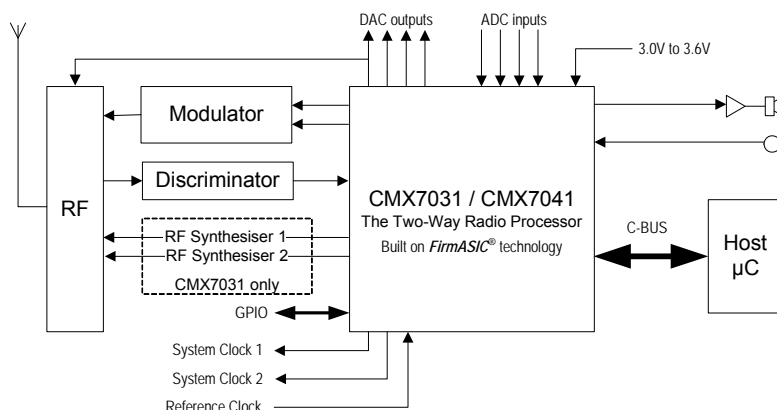 DAC outputs
ADC inputs
3.0V to 3.6V
Modulator
Discriminator
RF
CMX7031 / CMX7041
The Two-Way Radio Processor
Built on FirmASIC® technology
RF Synthesiser 1
RF Synthesiser 2
CMX7031 only
C-BUS
Host
µC
GPIO
System Clock 1
System Clock 2
Reference Clock